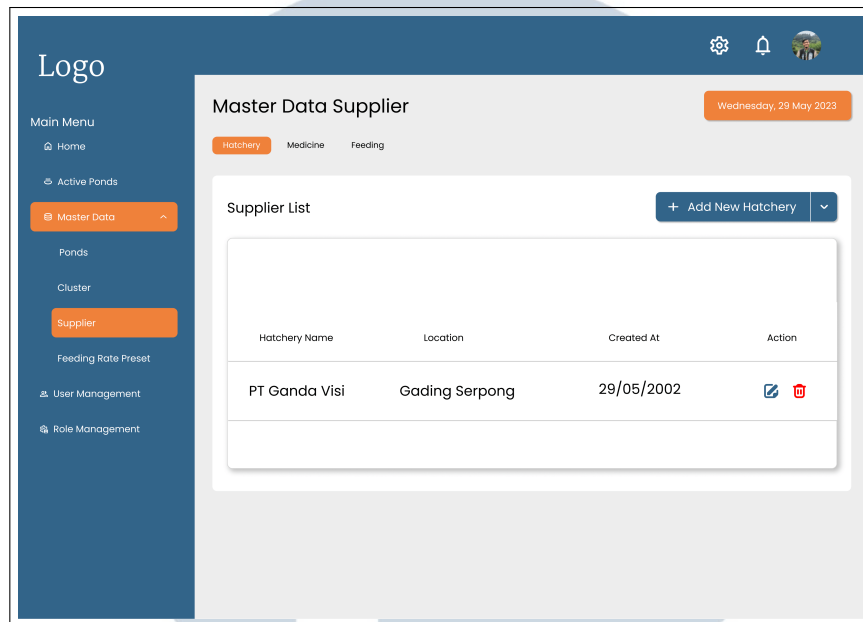 Logo
Main Menu
Home
Active Ponds
Master Data
Ponds
Cluster
Supplier
Feeding Rate Preset
User Management
Role Management
Master Data Supplier
Wednesday, 29 May 2023
Hatchery Medicine Feeding
Supplier List
+ Add New Hatchery
Hatchery Name Location Created At Action
PT Ganda Visi Gading Serpong 29/05/2002